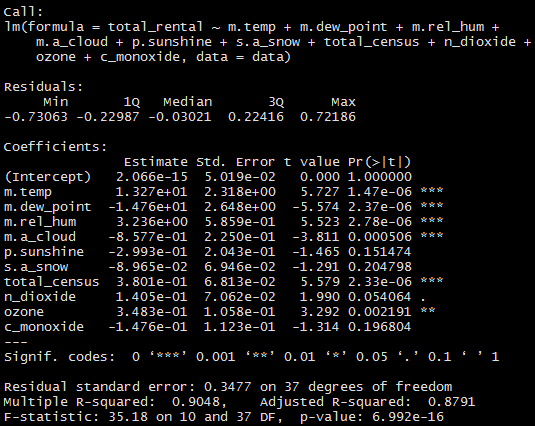 Call:
lm(formula = total_rental ~ m.temp + m.dew_point + m.rel_hum +
    m.a_cloud + p.sunshine + s.a_snow + total_census + n_dioxide +
    ozone + c_monoxide, data = data)
Residuals:
     Min       1Q   Median       3Q      Max
-0.73063 -0.22987 -0.03021  0.22416  0.72186
Coefficients:
               Estimate Std. Error t value Pr(>|t|)
(Intercept)   2.066e-15  5.019e-02   0.000 1.000000
m.temp        1.327e+01  2.318e+00   5.727 1.47e-06 ***
m.dew_point  -1.476e+01  2.648e+00  -5.574 2.37e-06 ***
m.rel_hum     3.236e+00  5.859e-01   5.523 2.78e-06 ***
m.a_cloud    -8.577e-01  2.250e-01  -3.811 0.000506 ***
p.sunshine   -2.993e-01  2.043e-01  -1.465 0.151474
s.a_snow     -8.965e-02  6.946e-02  -1.291 0.204798
total_census  3.801e-01  6.813e-02   5.579 2.33e-06 ***
n_dioxide     1.405e-01  7.062e-02   1.990 0.054064 .
ozone         3.483e-01  1.058e-01   3.292 0.002191 **
c_monoxide   -1.476e-01  1.123e-01  -1.314 0.196804
---
Signif. codes:  0 ‘***’ 0.001 ‘**’ 0.01 ‘*’ 0.05 ‘.’ 0.1 ‘ ’ 1
Residual standard error: 0.3477 on 37 degrees of freedom
Multiple R-squared:  0.9048,    Adjusted R-squared:  0.8791
F-statistic: 35.18 on 10 and 37 DF,  p-value: 6.992e-16